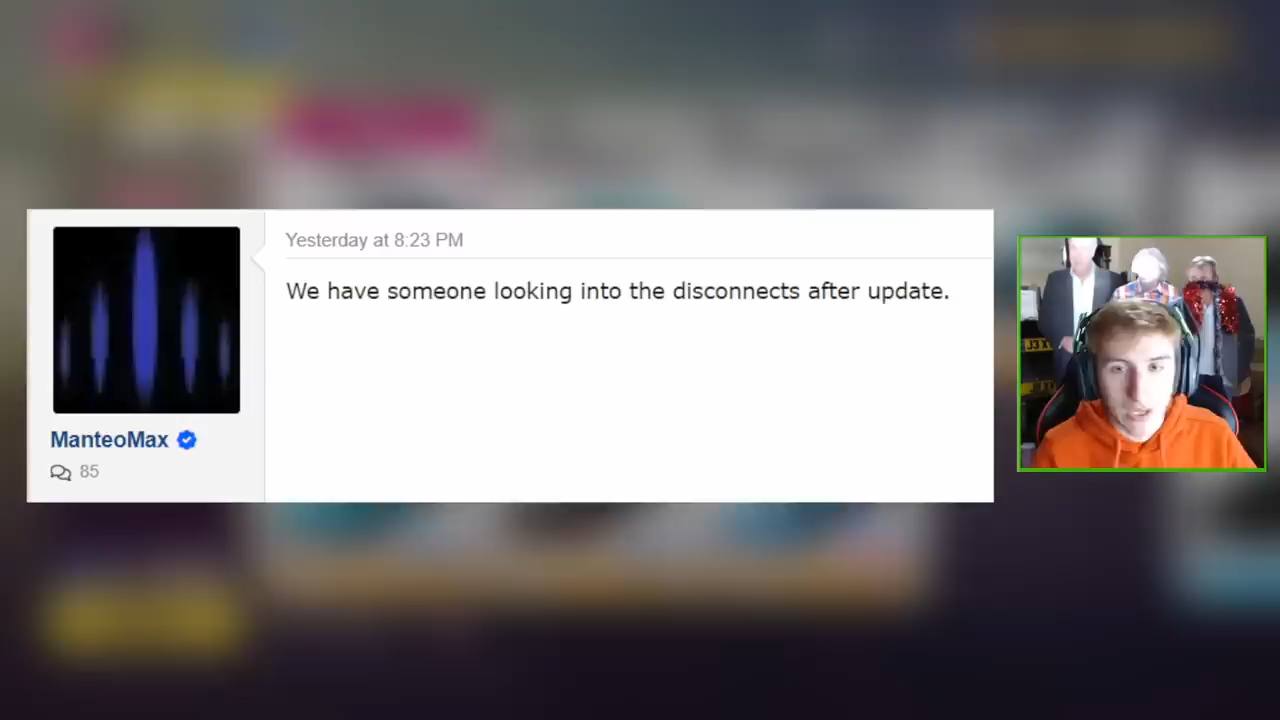 Yesterday at 8:23 PM
We have someone looking into the disconnects after update.
ManteoMax
85